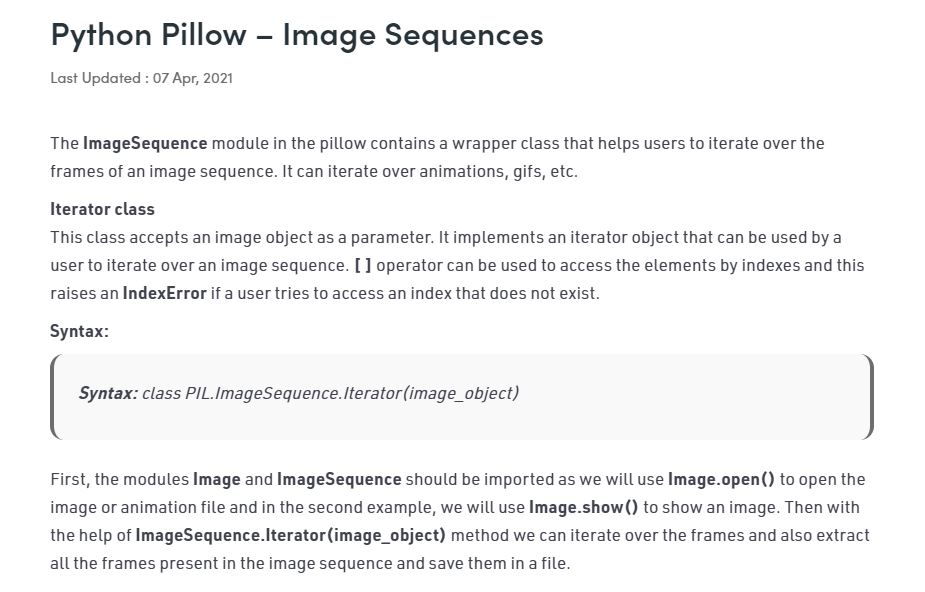 Python Pillow – Image Sequences
Last Updated : 07 Apr, 2021
The ImageSequence module in the pillow contains a wrapper class that helps users to iterate over the
frames of an image sequence. It can iterate over animations, gifs, etc.
Iterator class
This class accepts an image object as a parameter. It implements an iterator object that can be used by a
user to iterate over an image sequence. [ ] operator can be used to access the elements by indexes and this
raises an IndexError if a user tries to access an index that does not exist.
Syntax:
Syntax: class PIL.ImageSequence.Iterator(image_object)
First, the modules Image and ImageSequence should be imported as we will use Image.open() to open the
image or animation file and in the second example, we will use Image.show() to show an image. Then with
the help of ImageSequence.Iterator(image_object) method we can iterate over the frames and also extract
all the frames present in the image sequence and save them in a file.